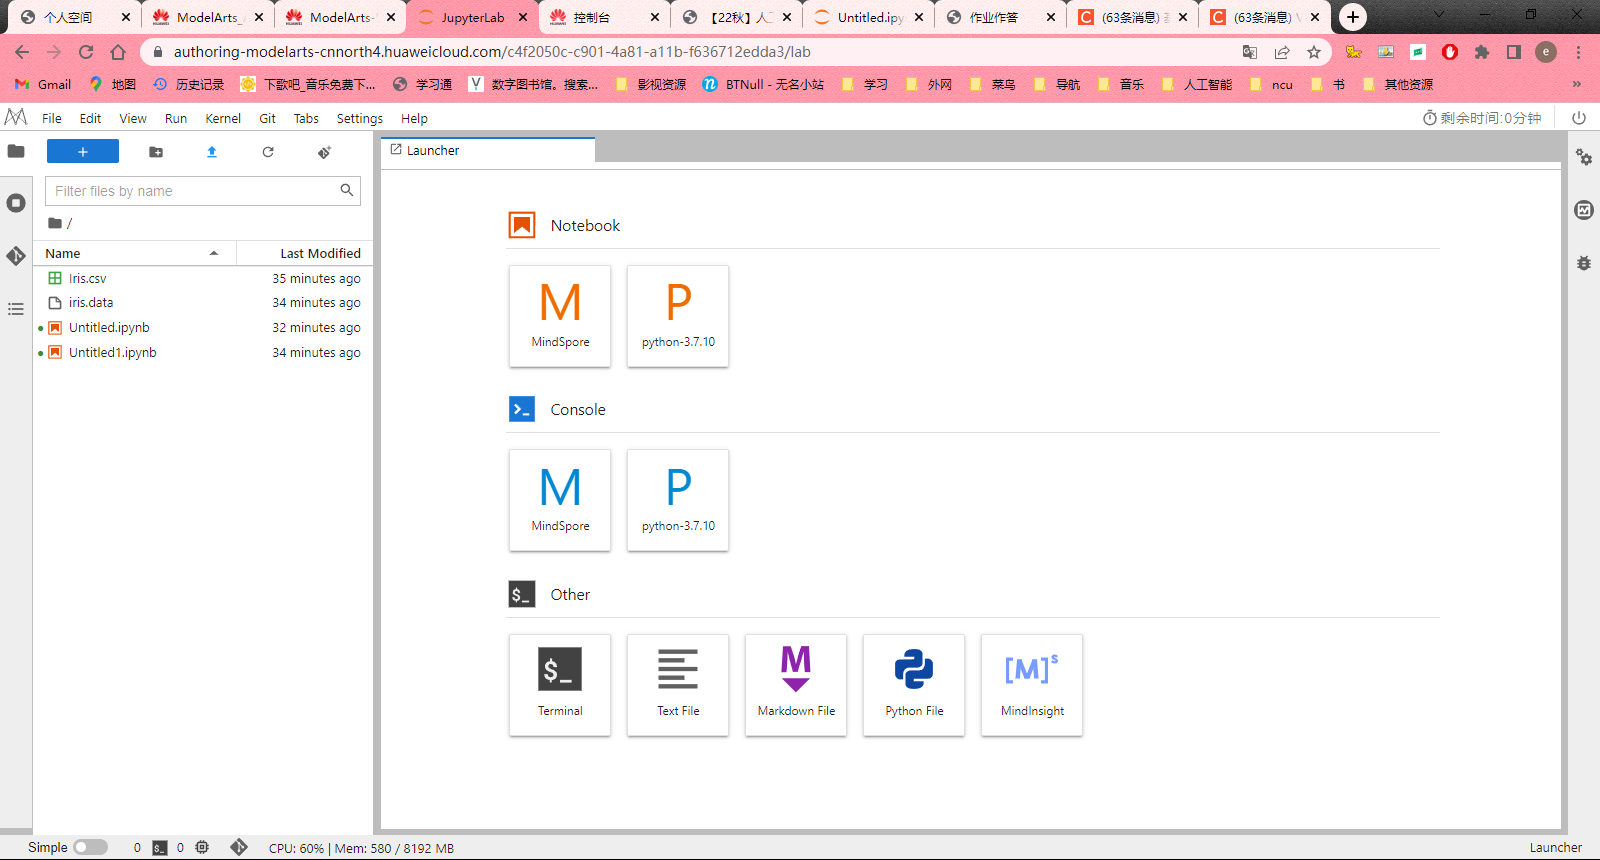 个人空间
ModelArts_
ModelArts-
JupyterLab
控制台
【22秋】人工
Untitled.ipy
作业作答
(63条消息)
(63条消息) V
authoring-modelarts-cnnorth4.huaweicloud.com/c4f2050c-c901-4a81-a11b-f636712edda3/lab
e
Gmail
地图
历史记录
下歌吧_音乐免费下...
学习通
数字图书馆。搜索...
影视资源
BTNull - 无名小站
学习
外网
菜鸟
导航
音乐
人工智能
ncu
书
其他资源
»
File Edit View Run Kernel Git Tabs Settings Help
剩余时间:0分钟
+
Launcher
Filter files by name
/
Name Last Modified
Iris.csv 35 minutes ago
iris.data 34 minutes ago
Untitled.ipynb 32 minutes ago
Untitled1.ipynb 34 minutes ago
Notebook
M
MindSpore
P
python-3.7.10
Console
M
MindSpore
P
python-3.7.10
$_ Other
$_
Terminal
Text File
M
Markdown File
Python File
[M]s
MindInsight
Simple
0
$_
0
CPU: 60% | Mem: 580 / 8192 MB
Launcher